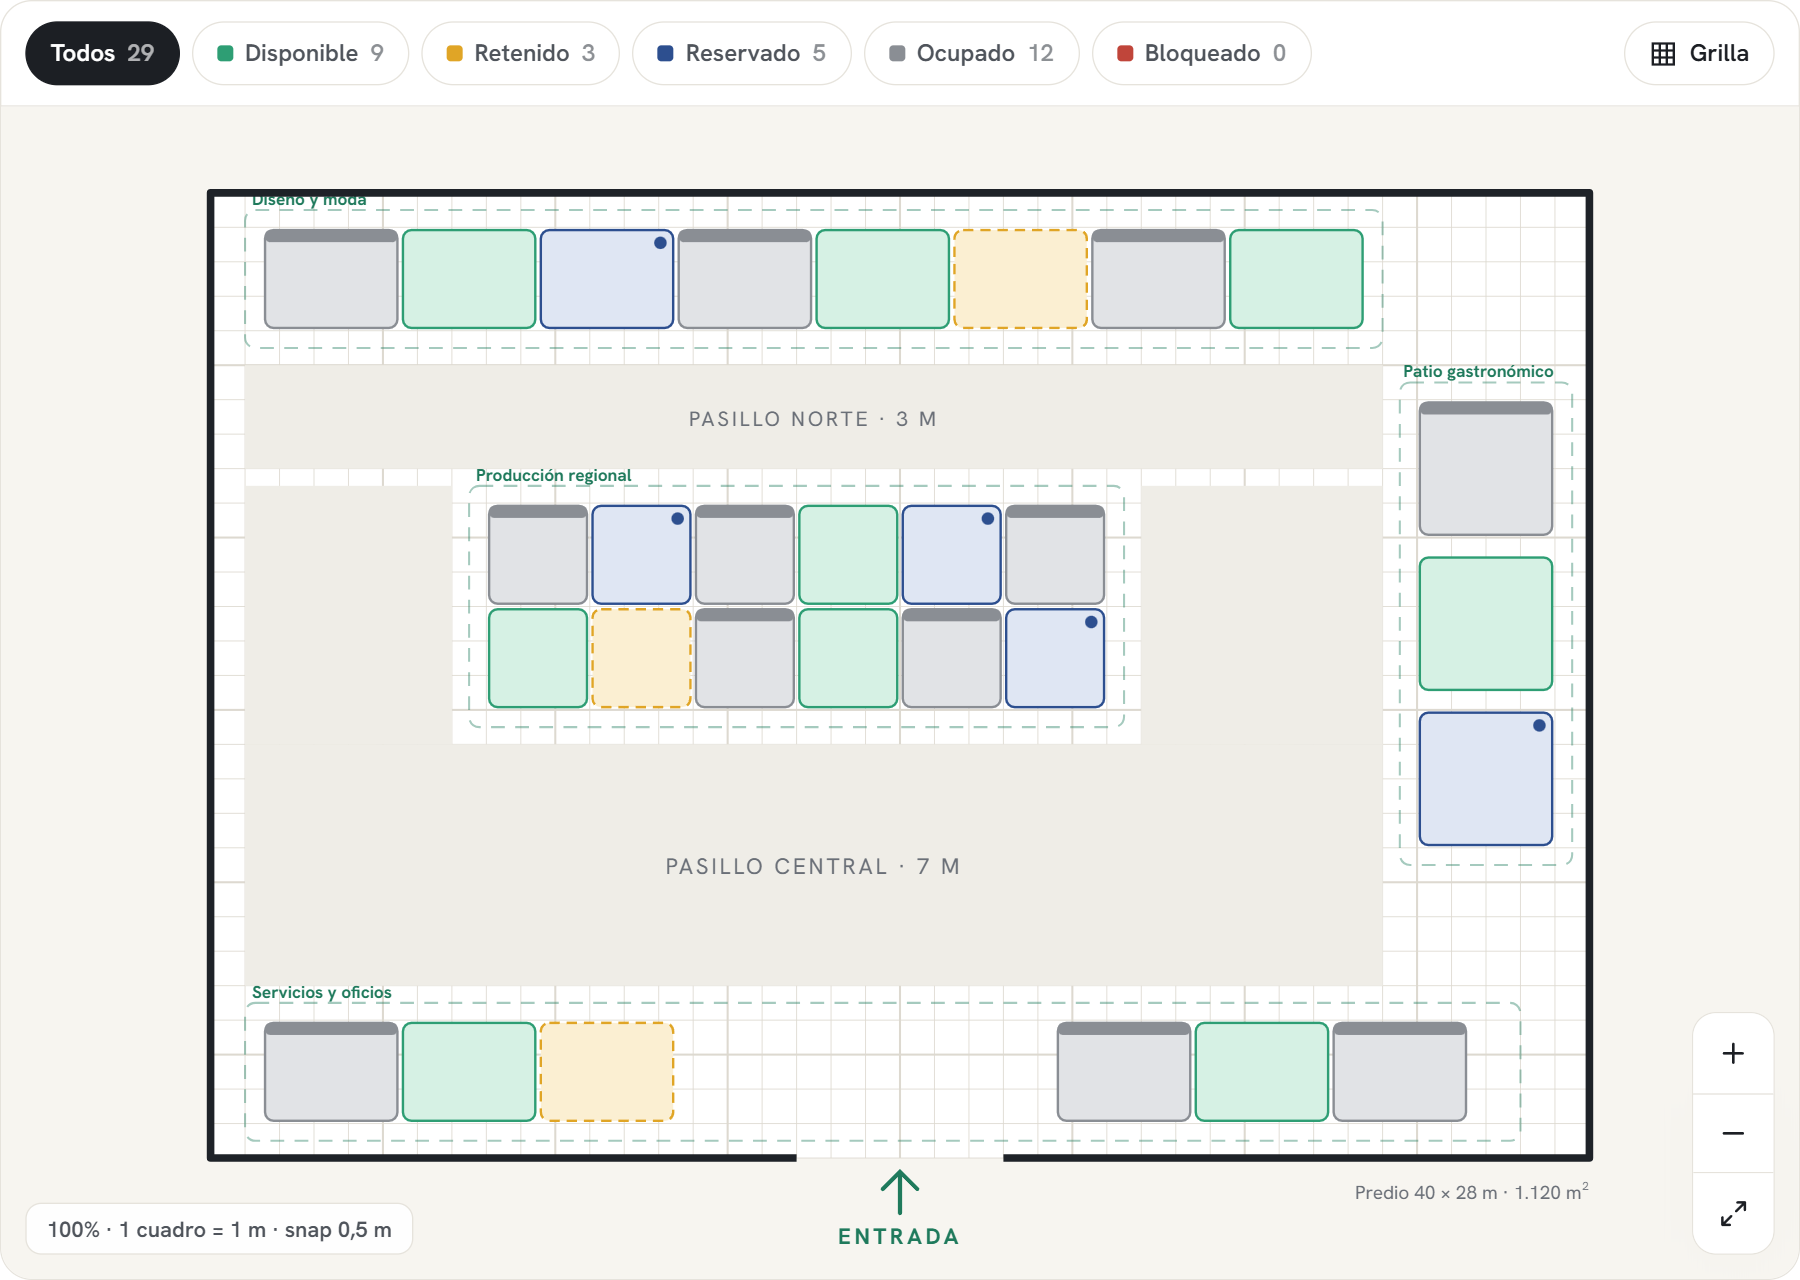 Todos 29
Disponible 9
Retenido 3
Reservado 5
Ocupado 12
Bloqueado 0
Grilla
Diseño y moda
Patio gastronómico
PASILLO NORTE · 3 M
Producción regional
PASILLO CENTRAL · 7 M
Servicios y oficios
Predio 40 × 28 m · 1.120 m²
100% · 1 cuadro = 1 m · snap 0,5 m
ENTRADA